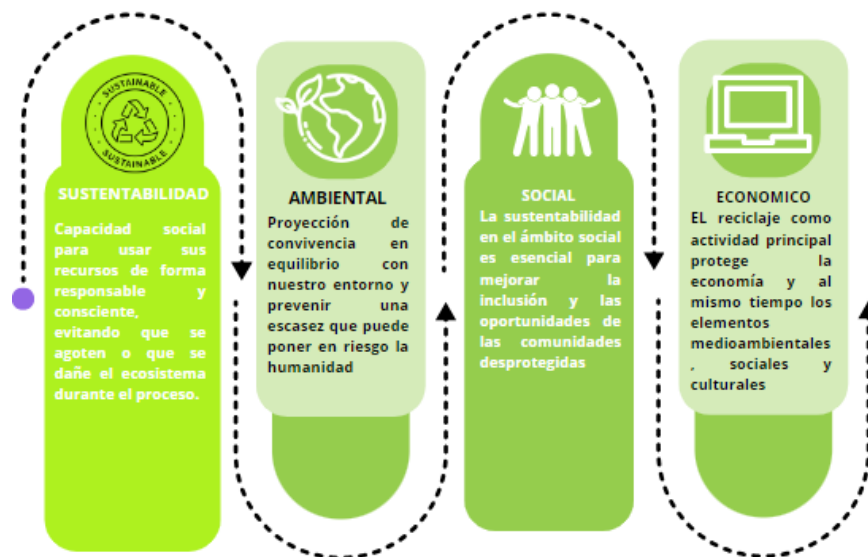 SUSTAINABLE
SUSTAINABLE
SUSTENTABILIDAD
Capacidad social
para usar sus
recursos de forma
responsable y
consciente,
evitando que se
agoten o que se
dañe el ecosistema
durante el proceso.
AMBIENTAL
Proyección de
convivencia en
equilibrio con
nuestro entorno y
prevenir una
escasez que puede
poner en riesgo la
humanidad
SOCIAL
La sustentabilidad
en el ámbito social
es esencial para
mejorar la
inclusión y las
oportunidades de
las comunidades
desprotegidas
ECONOMICO
EL reciclaje como
actividad principal
protege la
economía y al
mismo tiempo los
elementos
medioambientales
, sociales y
culturales